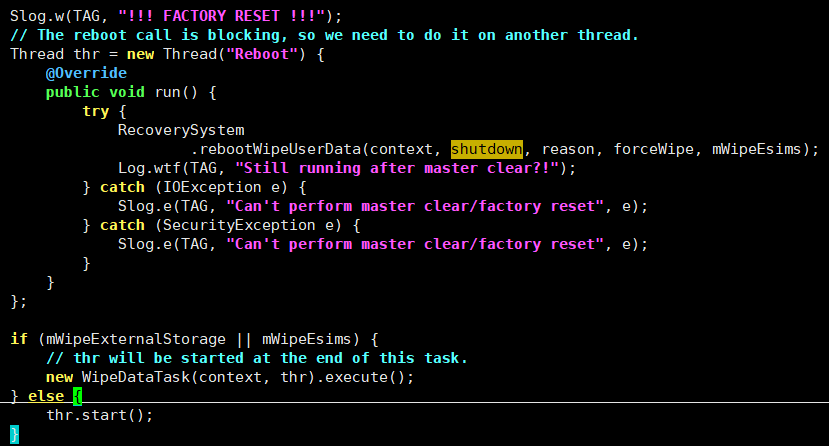 Slog.w(TAG, "!!! FACTORY RESET !!!");
// The reboot call is blocking, so we need to do it on another thread.
Thread thr = new Thread("Reboot") {
    @Override
    public void run() {
        try {
            RecoverySystem
                    .rebootWipeUserData(context, shutdown, reason, forceWipe, mWipeEsims);
            Log.wtf(TAG, "Still running after master clear?!");
        } catch (IOException e) {
            Slog.e(TAG, "Can't perform master clear/factory reset", e);
        } catch (SecurityException e) {
            Slog.e(TAG, "Can't perform master clear/factory reset", e);
        }
    }
};

if (mWipeExternalStorage || mWipeEsims) {
    // thr will be started at the end of this task.
    new WipeDataTask(context, thr).execute();
} else {
    thr.start();
}